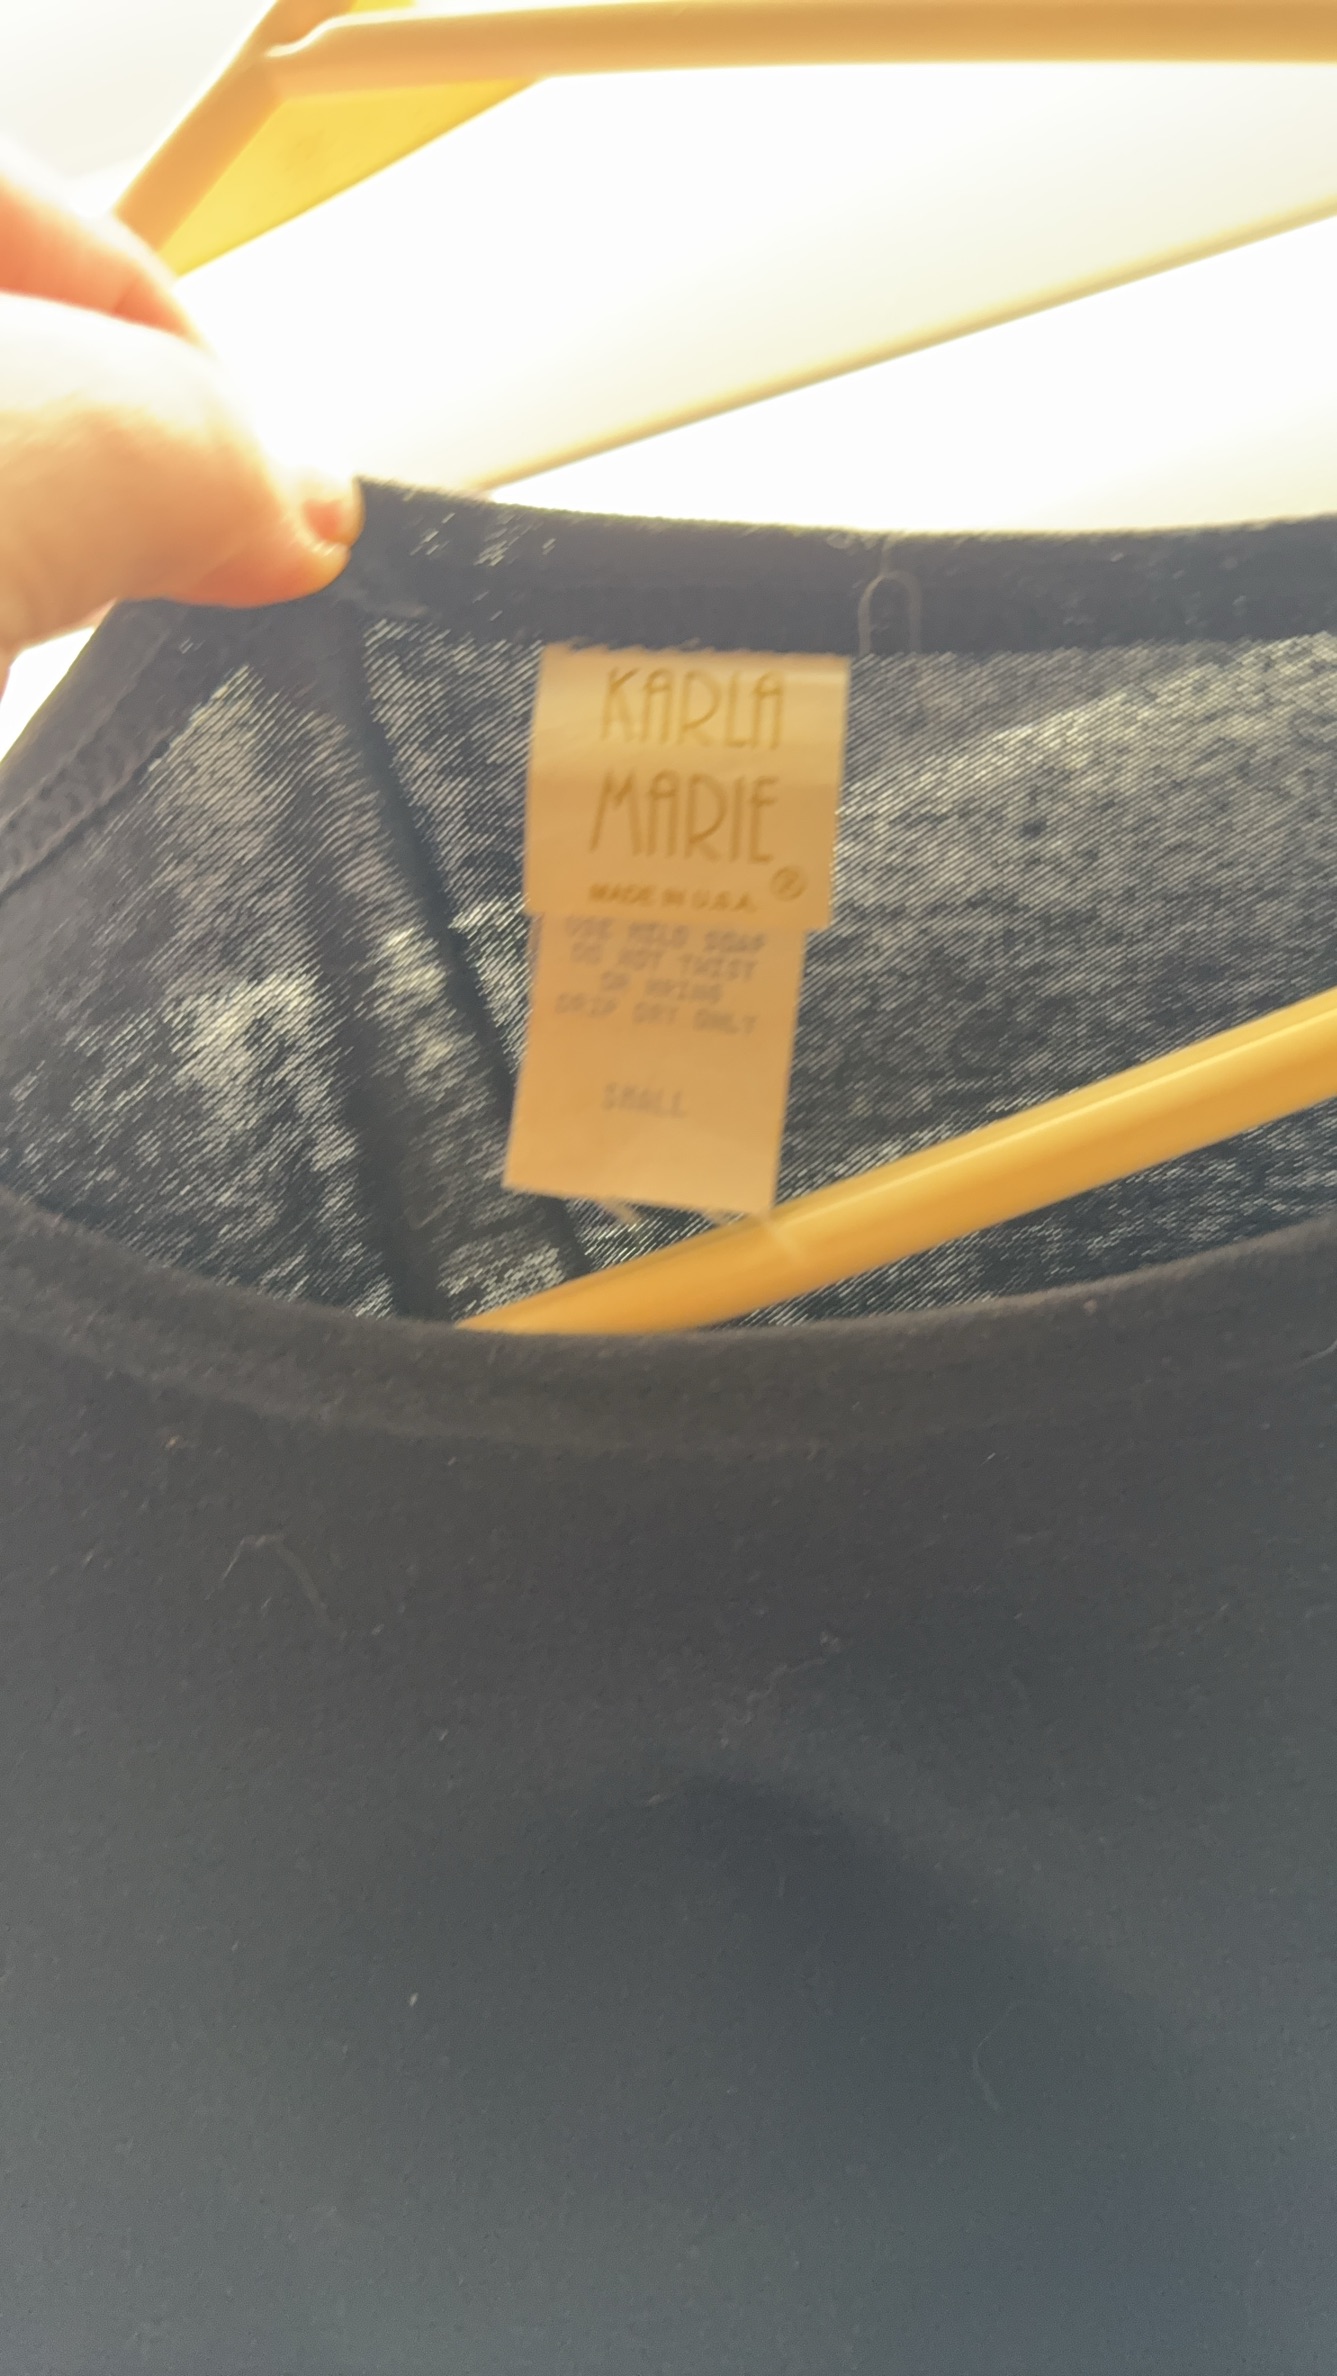 KARLA
MARIE
®
MADE IN U.S.A.
USE MILD SOAP
DO NOT TWIST
OR WRING
DRIP DRY ONLY
SMALL